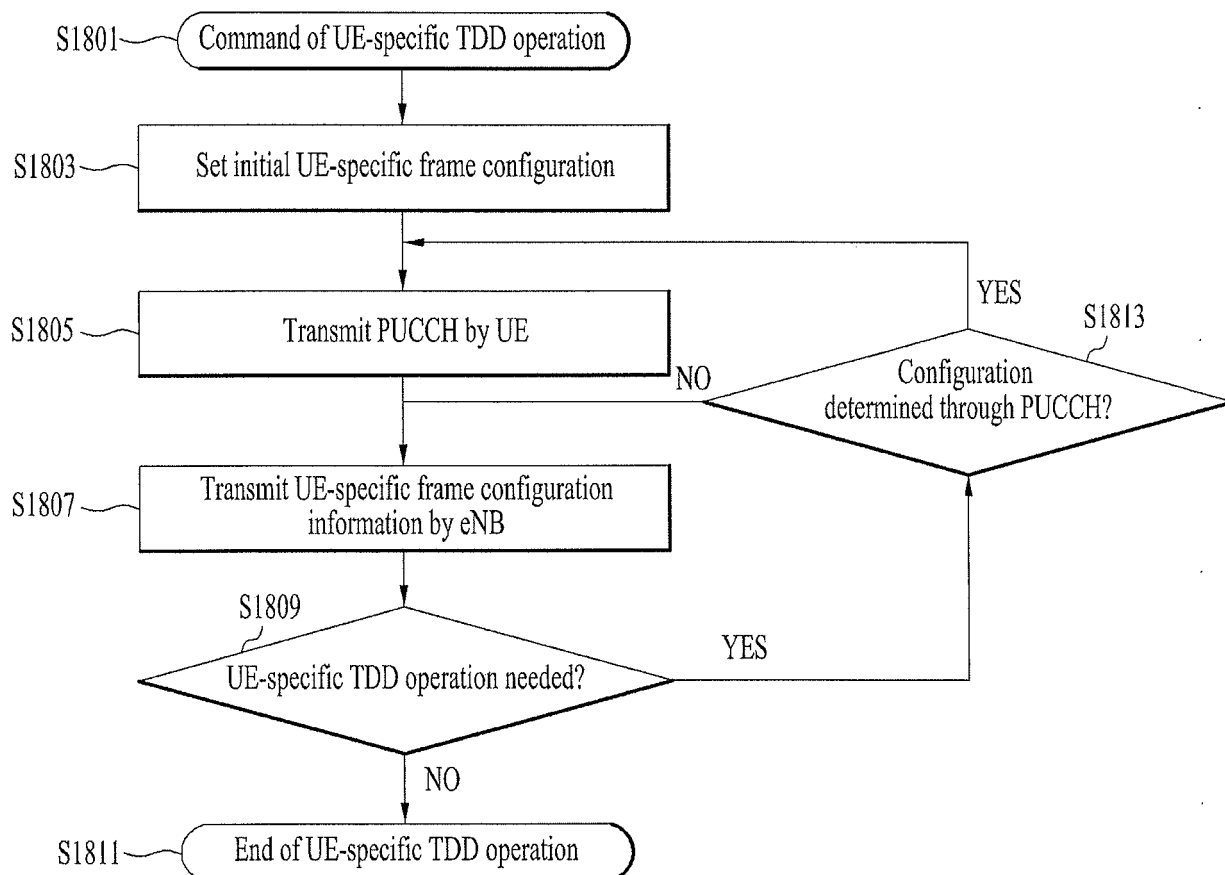 S1801
Command of UE-specific TDD operation
S1803
Set initial UE-specific frame configuration
YES
S1813
S1805
Transmit PUCCH by UE
NO
Configuration
determined through PUCCH?
S1807
Transmit UE-specific frame configuration
information by eNB
S1809
YES
UE-specific TDD operation needed?
NO
S1811
End of UE-specific TDD operation